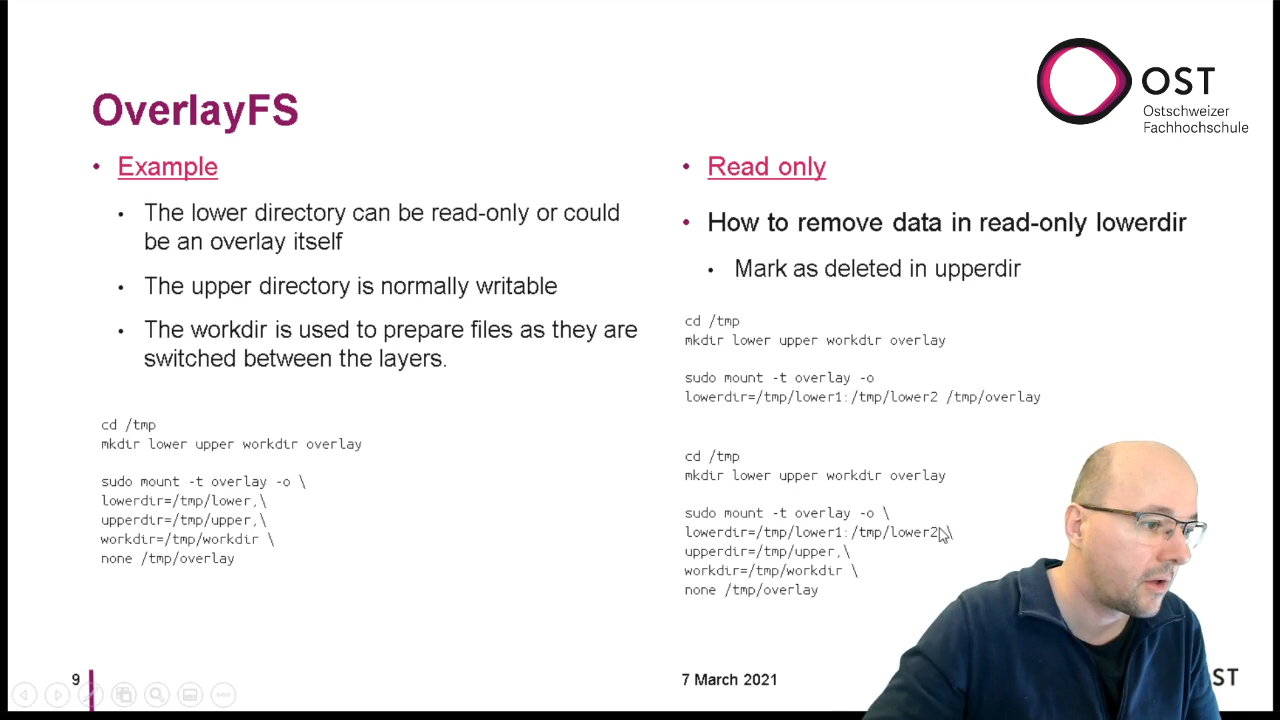 OST
Ostschweizer
Fachhochschule
OverlayFS
• Example
• The lower directory can be read-only or could
be an overlay itself
• The upper directory is normally writable
• The workdir is used to prepare files as they are
switched between the layers.
cd /tmp
mkdir lower upper workdir overlay
sudo mount -t overlay -o \
lowerdir=/tmp/lower,\
upperdir=/tmp/upper,\
workdir=/tmp/workdir \
none /tmp/overlay
• Read only
• How to remove data in read-only lowerdir
• Mark as deleted in upperdir
cd /tmp
mkdir lower upper workdir overlay
sudo mount -t overlay -o
lowerdir=/tmp/lower1:/tmp/lower2 /tmp/overlay
cd /tmp
mkdir lower upper workdir overlay
sudo mount -t overlay -o \
lowerdir=/tmp/lower1:/tmp/lower2 \
upperdir=/tmp/upper,\
workdir=/tmp/workdir \
none /tmp/overlay
9
7 March 2021
ST